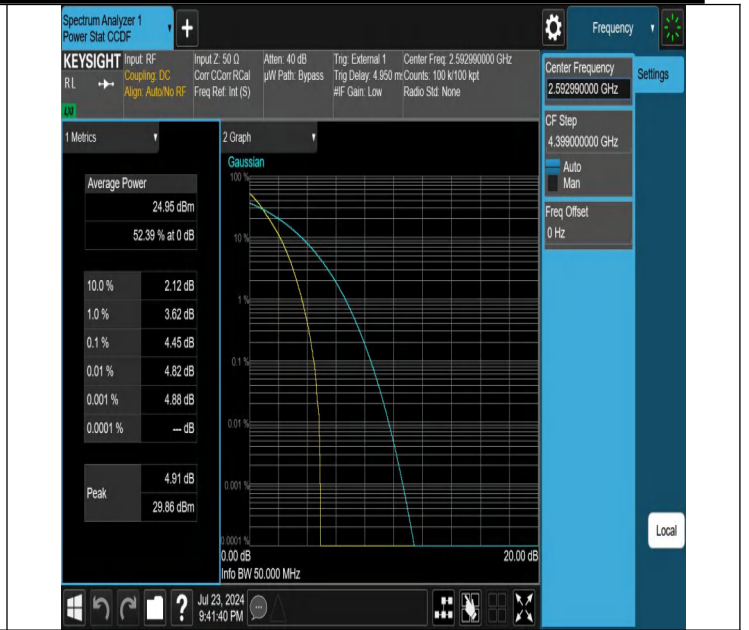 Spectrum Analyzer 1
Power Stat CCDF
+
Frequency
KEYSIGHT
RL
LXI
Input: RF
Coupling: DC
Align: Auto/No RF
Input Z: 50 Ω
Corr CCorr RCal
Freq Ref: Int (S)
Atten: 40 dB
µW Path: Bypass
Trig: External 1
Trig Delay: 4.950 ms
#IF Gain: Low
Center Freq: 2.592990000 GHz
Counts: 100 k/100 kpt
Radio Std: None
Center Frequency
2.592990000 GHz
Settings
CF Step
4.399000000 GHz
Auto
Man
Freq Offset
0 Hz
1 Metrics
Average Power
24.95 dBm
52.39 % at 0 dB
10.0 % 2.12 dB
1.0 % 3.62 dB
0.1 % 4.45 dB
0.01 % 4.82 dB
0.001 % 4.88 dB
0.0001 % --- dB
Peak
4.91 dB
29.86 dBm
2 Graph
Gaussian
100 %
10 %
1 %
0.1 %
0.01 %
0.001 %
0.0001 %
0.00 dB 20.00 dB
Info BW 50.000 MHz
Local
?
Jul 23, 2024
9:41:40 PM